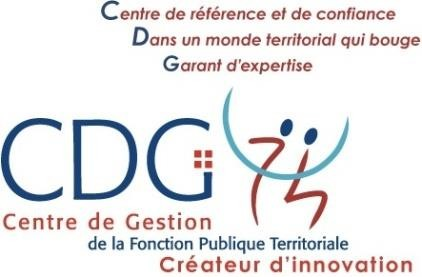 Centre de référence et de confiance
Dans un monde territorial qui bouge
Garant d'expertise
CDG 74
Centre de Gestion
de la Fonction Publique Territoriale
Créateur d'innovation